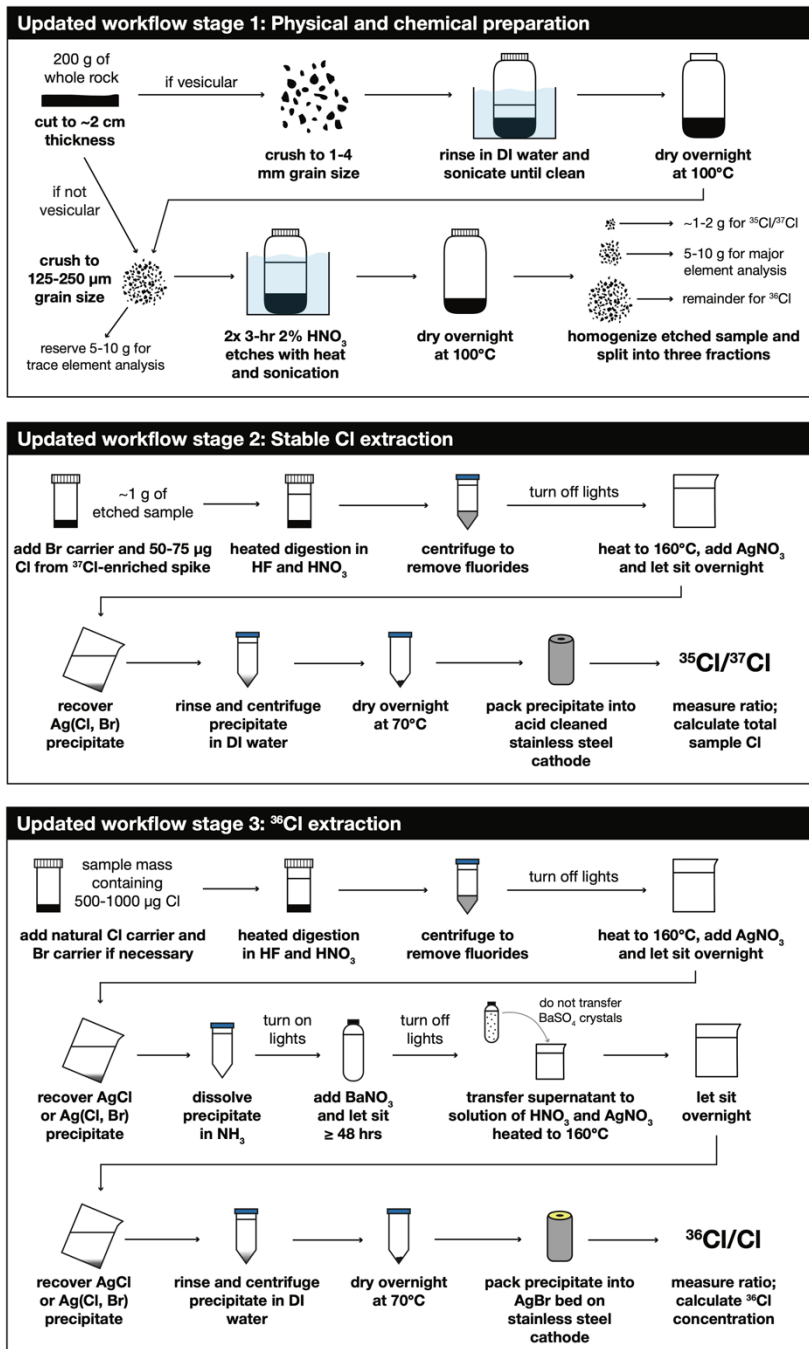 Updated workflow stage 1: Physical and chemical preparation
200 g of
whole rock
cut to ~2 cm
thickness
if vesicular
crush to 1-4
mm grain size
rinse in DI water and
sonicate until clean
dry overnight
at 100°C
if not
vesicular
crush to
125-250 µm
grain size
reserve 5-10 g for
trace element analysis
2x 3-hr 2% HNO₃
etches with heat
and sonication
dry overnight
at 100°C
~1-2 g for ³⁵Cl/³⁷Cl
5-10 g for major
element analysis
remainder for ³⁶Cl
homogenize etched sample and
split into three fractions
Updated workflow stage 2: Stable Cl extraction
~1 g of
etched sample
add Br carrier and 50-75 µg
Cl from ³⁷Cl-enriched spike
heated digestion in
HF and HNO₃
centrifuge to
remove fluorides
turn off lights
heat to 160°C, add AgNO₃
and let sit overnight
recover
Ag(Cl, Br)
precipitate
rinse and centrifuge
precipitate
in DI water
dry overnight
at 70°C
pack precipitate into
acid cleaned
stainless steel
cathode
³⁵Cl/³⁷Cl
measure ratio;
calculate total
sample Cl
Updated workflow stage 3: ³⁶Cl extraction
sample mass
containing
500-1000 µg Cl
add natural Cl carrier and
Br carrier if necessary
heated digestion
in HF and HNO₃
centrifuge to
remove fluorides
turn off lights
heat to 160°C, add AgNO₃
and let sit overnight
recover AgCl
or Ag(Cl, Br)
precipitate
dissolve
precipitate
in NH₃
turn on
lights
add BaNO₃
and let sit
≥ 48 hrs
turn off
lights
do not transfer
BaSO₄ crystals
transfer supernatant to
solution of HNO₃ and AgNO₃
heated to 160°C
let sit
overnight
recover AgCl
or Ag(Cl, Br)
precipitate
rinse and centrifuge
precipitate in DI
water
dry overnight
at 70°C
pack precipitate into
AgBr bed on
stainless steel
cathode
³⁶Cl/Cl
measure ratio;
calculate ³⁶Cl
concentration